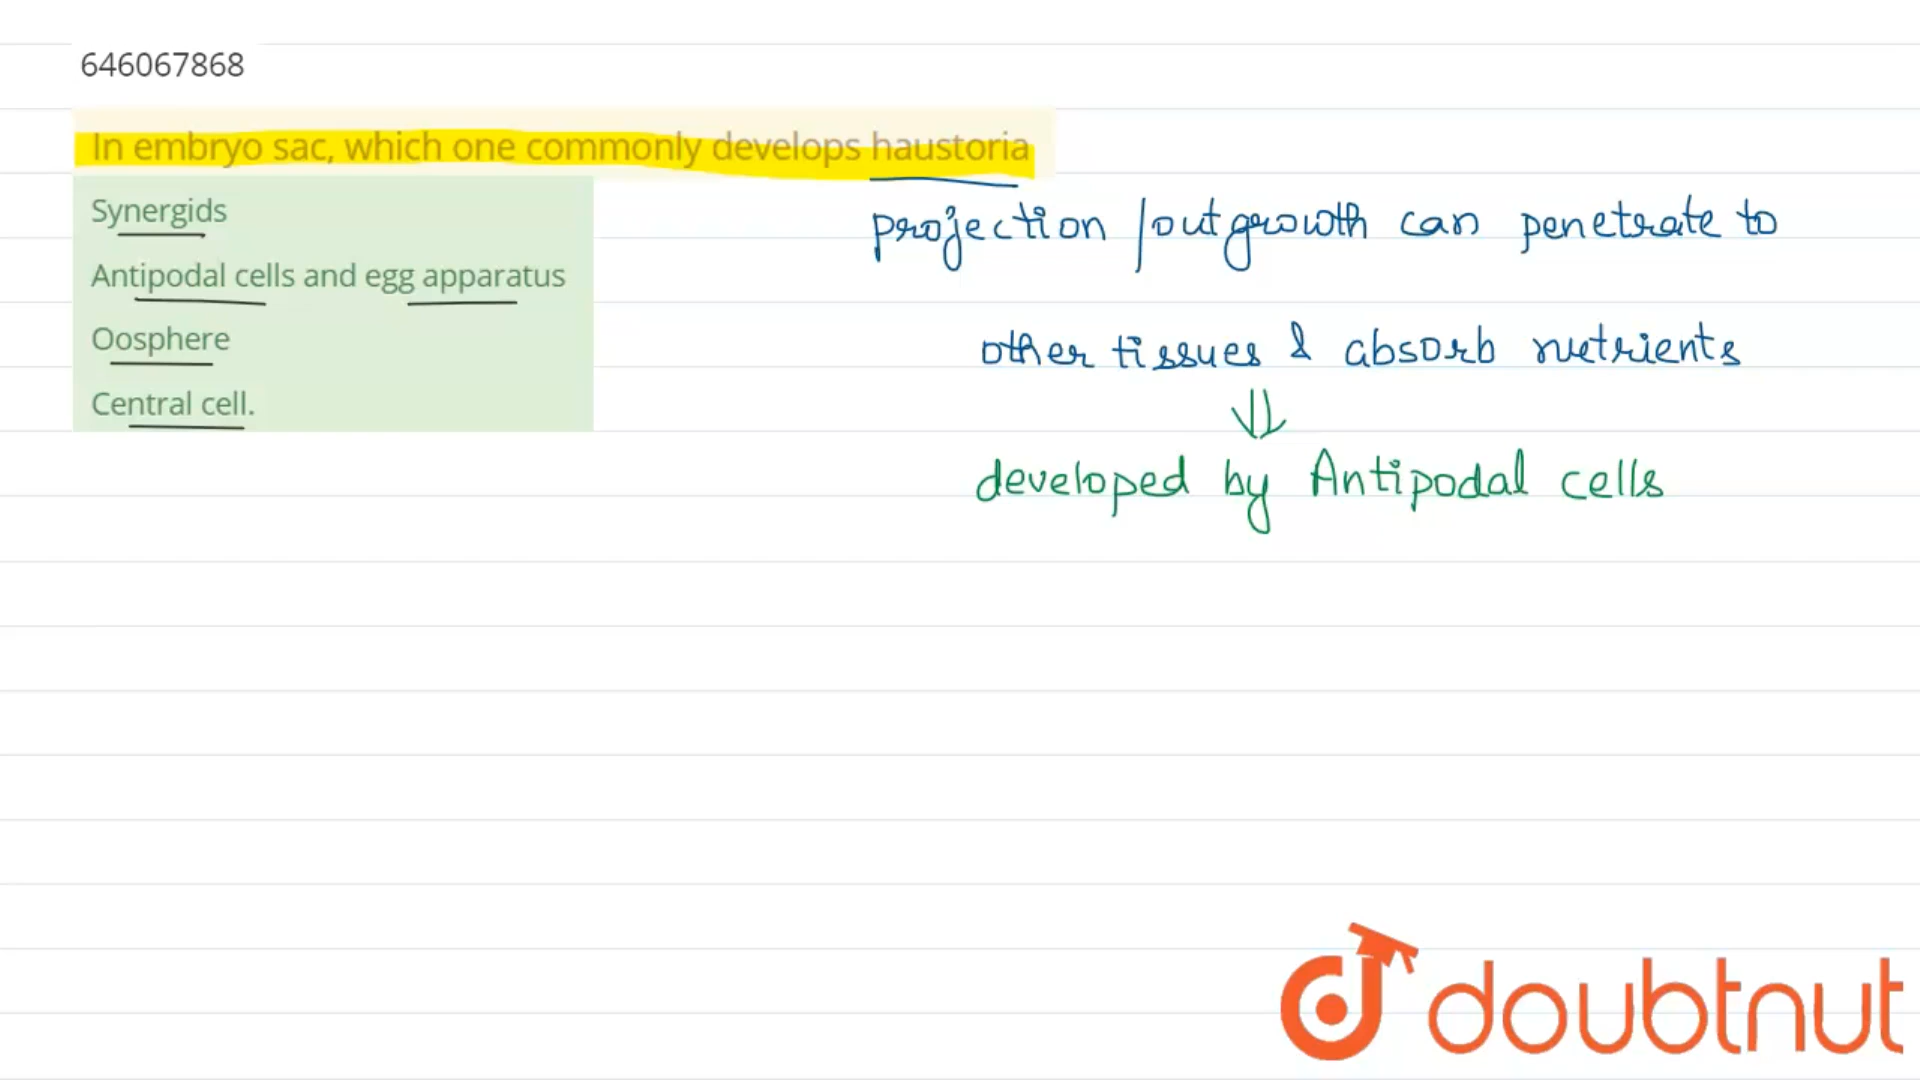 646067868
In embryo sac, which one commonly develops haustoria
Synergids
Antipodal cells and egg apparatus
Oosphere
Central cell.
projection / outgrowth can penetrate to
other tissues & absorb nutrients
developed by Antipodal cells
doubtnut